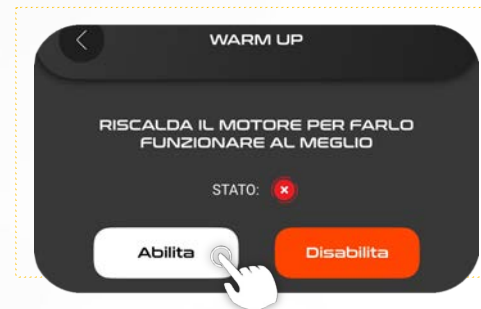 WARM UP
RISCALDA IL MOTORE PER FARLO
FUNZIONARE AL MEGLIO
STATO:
Abilita Disabilita